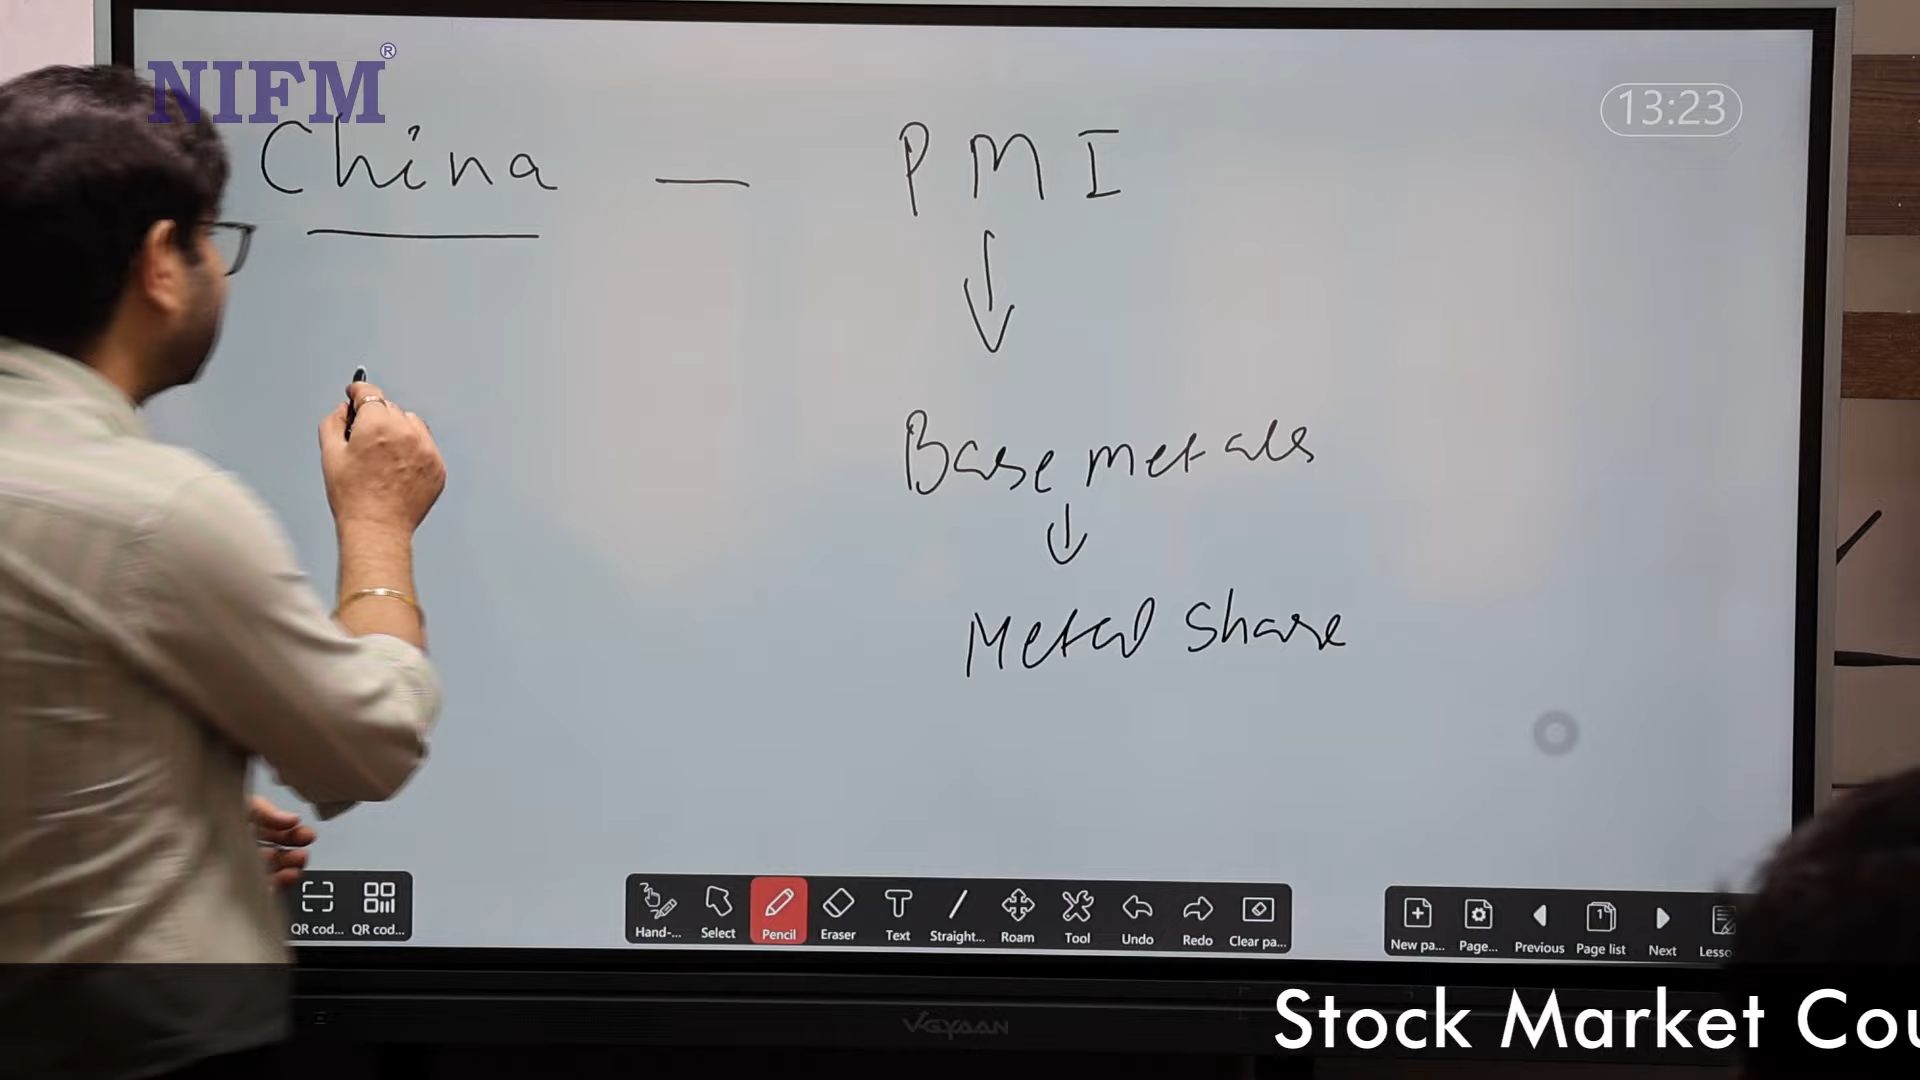 NIFM®
13:23
China — PMI
↓
Base metals
↓
Metal Share
QR cod... QR cod...
Hand-... Select Pencil Eraser Text Straight... Roam Tool Undo Redo Clear pa...
New pa... Page... Previous Page list Next Lesso
VGYAAN
Stock Market Cou